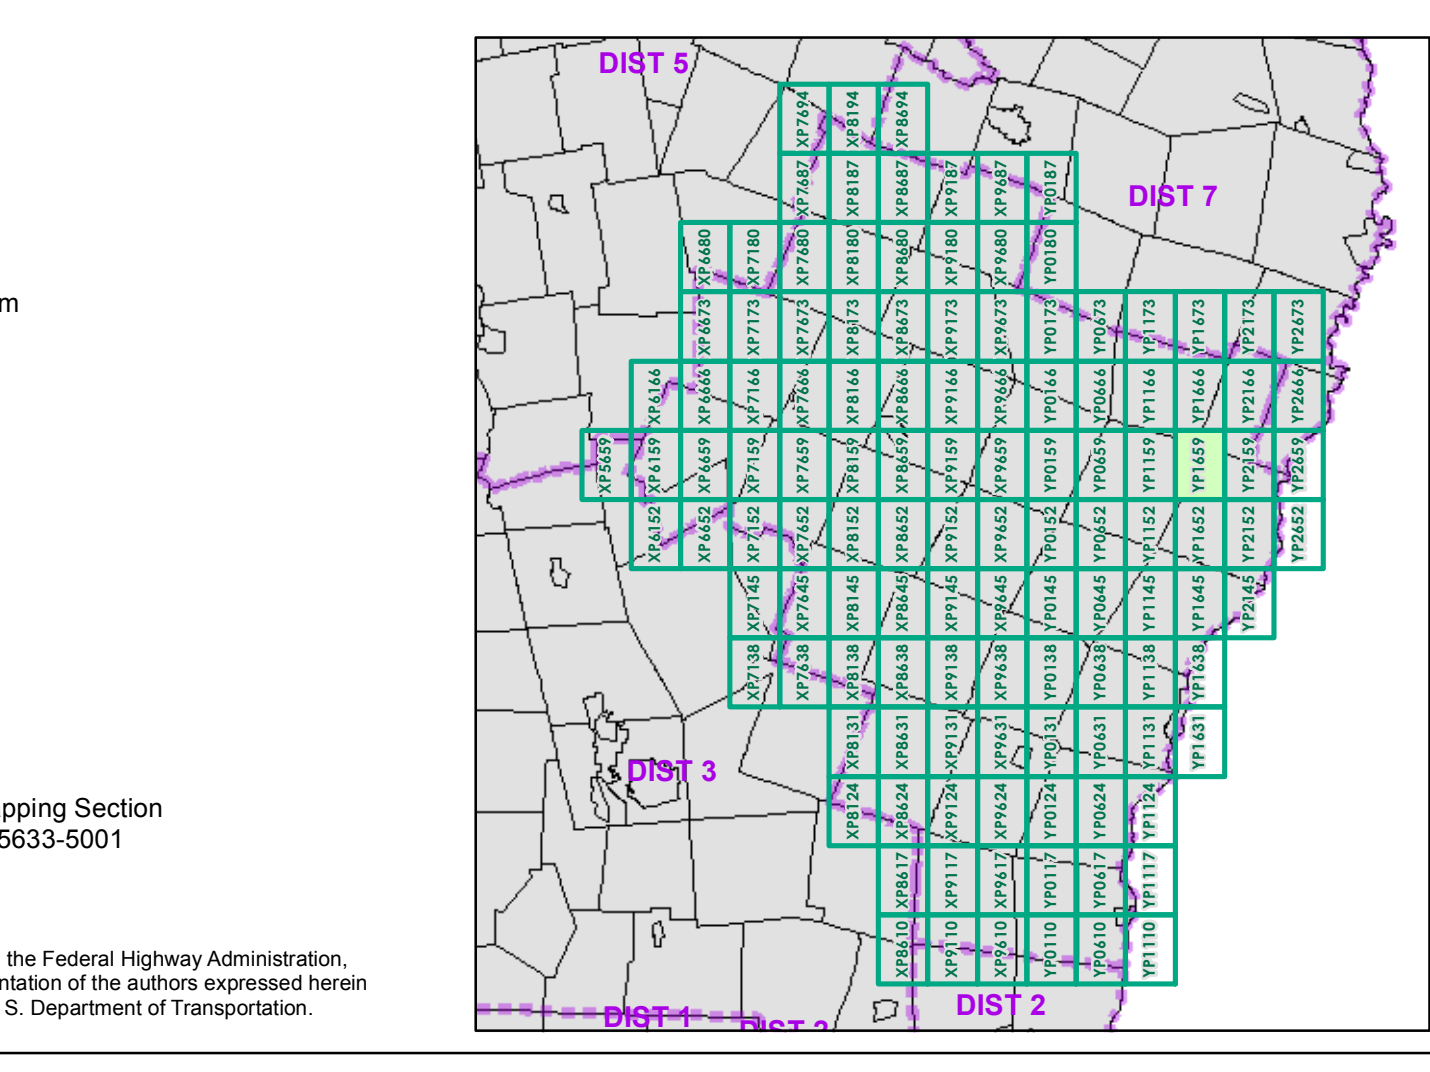 m
apping Section
5633-5001
the Federal Highway Administration,
ntation of the authors expressed herein
S. Department of Transportation.
DIST 5
XP7694 XP8194 XP8694
XP7687 XP8187 XP8687 XP9187 XP9687 YP0187
DIST 7
XP6680 XP7180 XP7680 XP8180 XP8680 XP9180 XP9680 YP0180
XP6673 XP7173 XP7673 XP8173 XP8673 XP9173 XP9673 YP0173 YP0673 YP1173 YP1673 YP2173 YP2673
XP6166 XP6666 XP7166 XP7666 XP8166 XP8666 XP9166 XP9666 YP0166 YP0666 YP1166 YP1666 YP2166 YP2666
XP5659 XP6159 XP6659 XP7159 XP7659 XP8159 XP8659 XP9159 XP9659 YP0159 YP0659 YP1159 YP1659 YP2159 YP2659
XP6152 XP6652 XP7152 XP7652 XP8152 XP8652 XP9152 XP9652 YP0152 YP0652 YP1152 YP1652 YP2152 YP2652
XP7145 XP7645 XP8145 XP8645 XP9145 XP9645 YP0145 YP0645 YP1145 YP1645 YP2145
XP7138 XP7638 XP8138 XP8638 XP9138 XP9638 YP0138 YP0638 YP1138 YP1638
XP8131 XP8631 XP9131 XP9631 YP0131 YP0631 YP1131 YP1631
DIST 3
XP8124 XP8624 XP9124 XP9624 YP0124 YP0624 YP1124
XP8617 XP9117 XP9617 YP0117 YP0617 YP1117
XP8610 XP9110 XP9610 YP0110 YP0610 YP1110
DIST 2
DIST 1
DIST 2